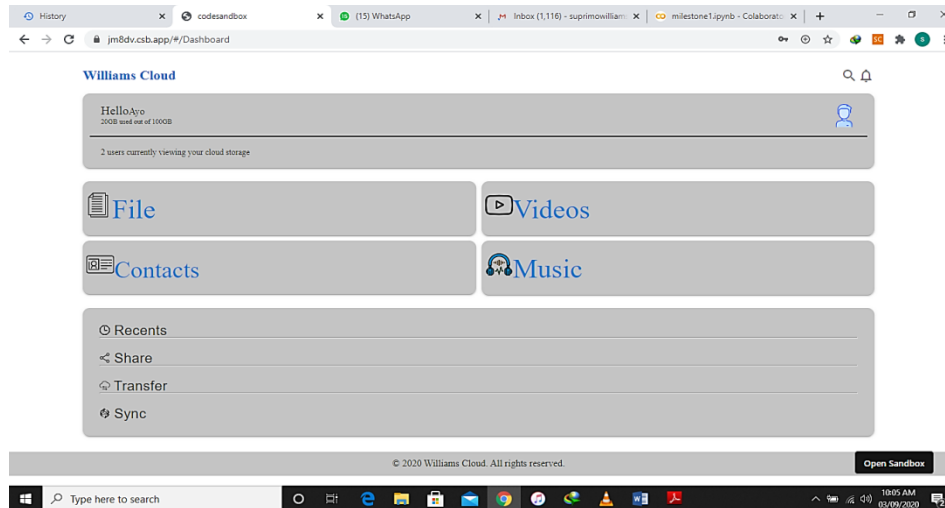 History
codesandbox
(15) WhatsApp
Inbox (1,116) - suprimowilliam
milestone1.ipynb - Colaborato
jm8dv.csb.app/#/Dashboard
SC
s
Williams Cloud
HelloAyo
20GB used out of 100GB
2 users currently viewing your cloud storage
File
Videos
Contacts
Music
Recents
Share
Transfer
Sync
© 2020 Williams Cloud. All rights reserved.
Open Sandbox
Type here to search
10:05 AM
03/09/2020